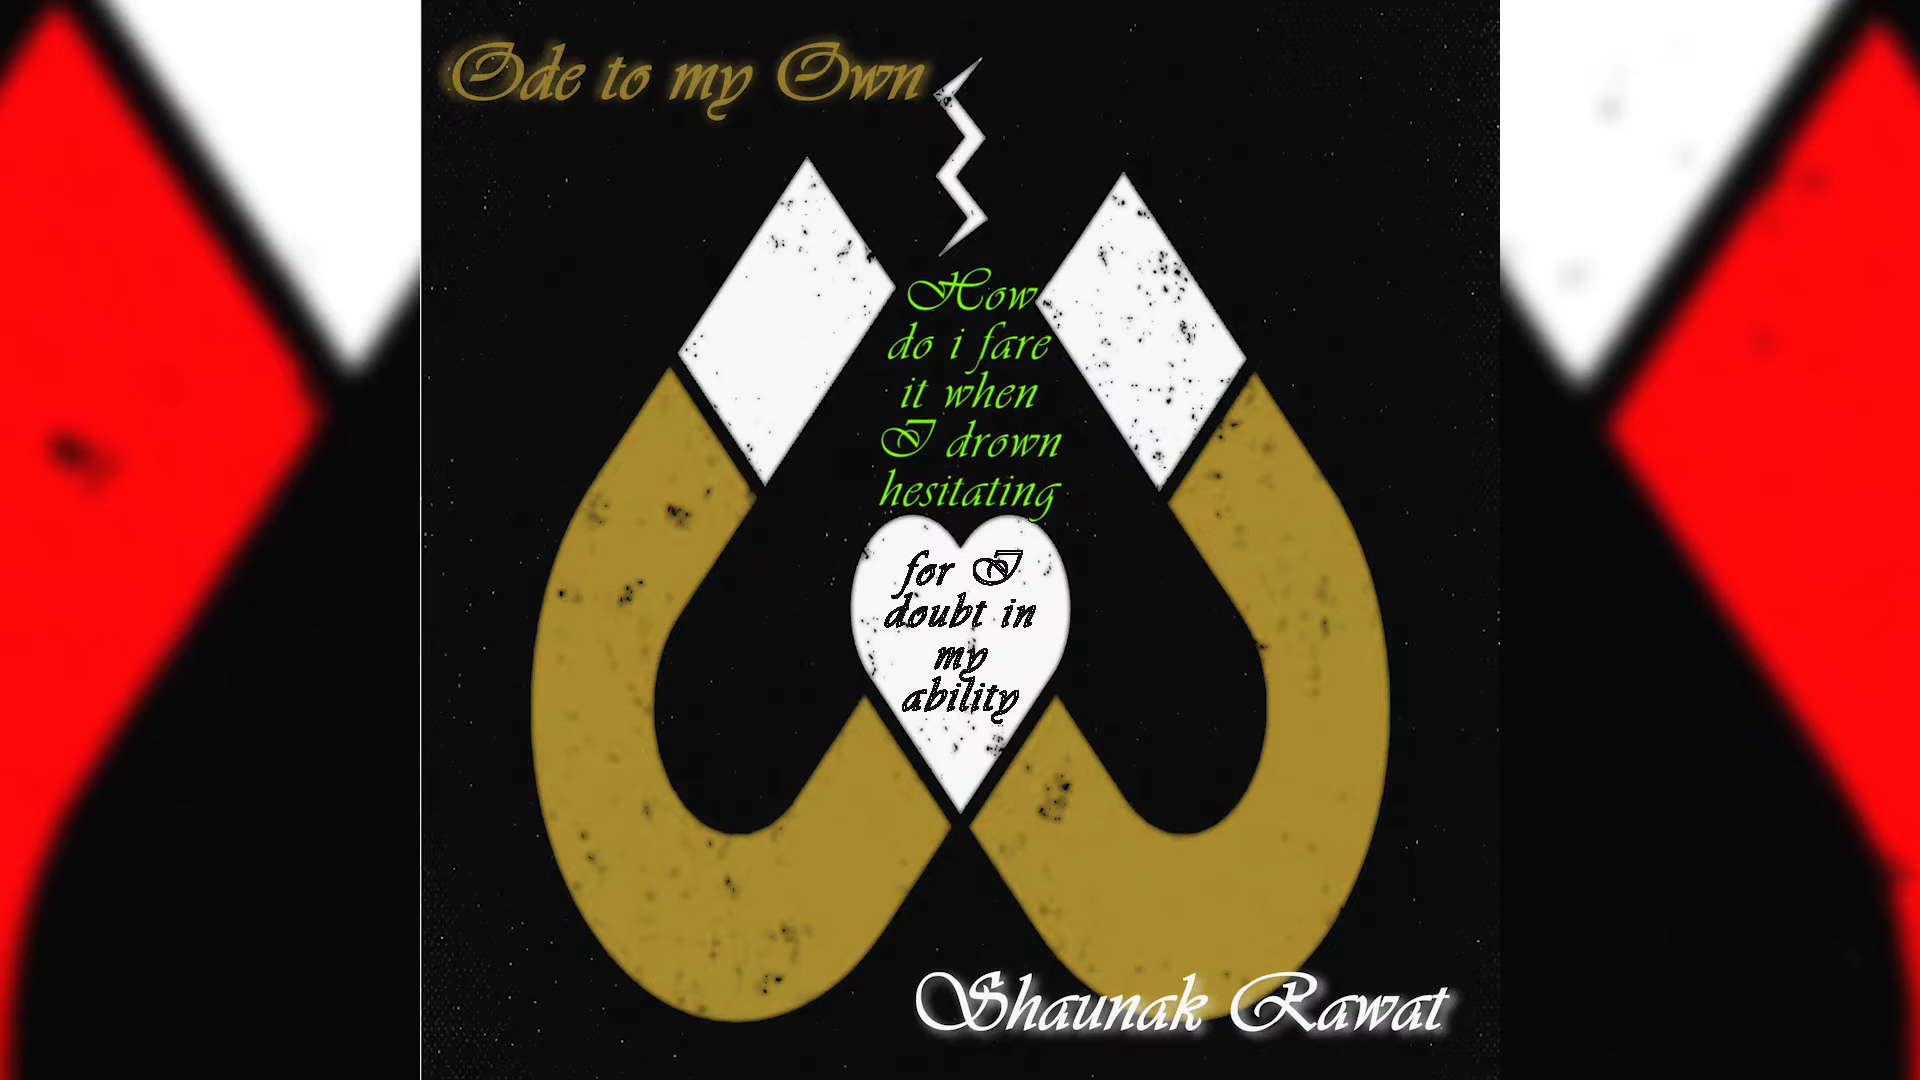 Ode to my Own
How
do i fare
it when
I drown
hesitating
for I
doubt in
my
ability
Shaunak Rawat